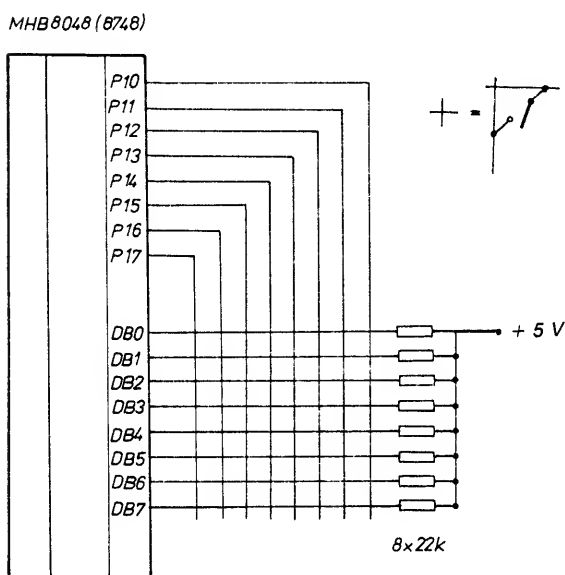 MHB8048 (8748)
P10
P11
P12
P13
P14
P15
P16
P17
+ =
DB0
DB1
DB2
DB3
DB4
DB5
DB6
DB7
+ 5 V
8x22k